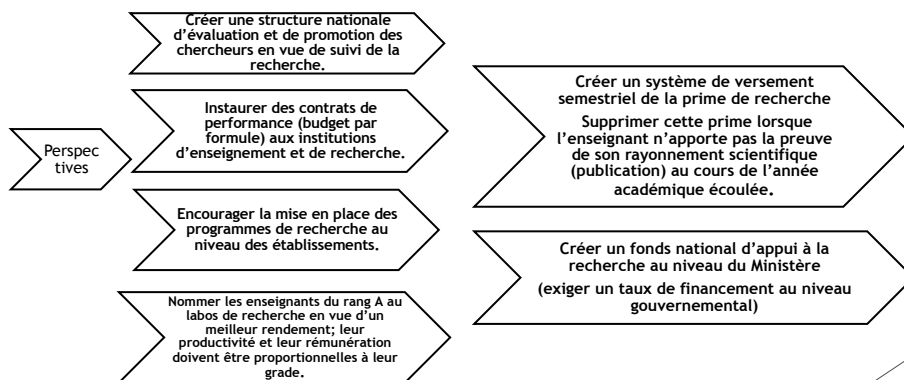 Perspec
tives
Créer une structure nationale
d'évaluation et de promotion des
chercheurs en vue de suivi de la
recherche.
Instaurer des contrats de
performance (budget par
formule) aux institutions
d'enseignement et de recherche.
Encourager la mise en place des
programmes de recherche au
niveau des établissements.
Nommer les enseignants du rang A au
labos de recherche en vue d'un
meilleur rendement; leur
productivité et leur rémunération
doivent être proportionnelles à leur
grade.
Créer un système de versement
semestriel de la prime de recherche
Supprimer cette prime lorsque
l'enseignant n'apporte pas la preuve
de son rayonnement scientifique
(publication) au cours de l'année
académique écoulée.
Créer un fonds national d'appui à la
recherche au niveau du Ministère
(exiger un taux de financement au niveau
gouvernemental)